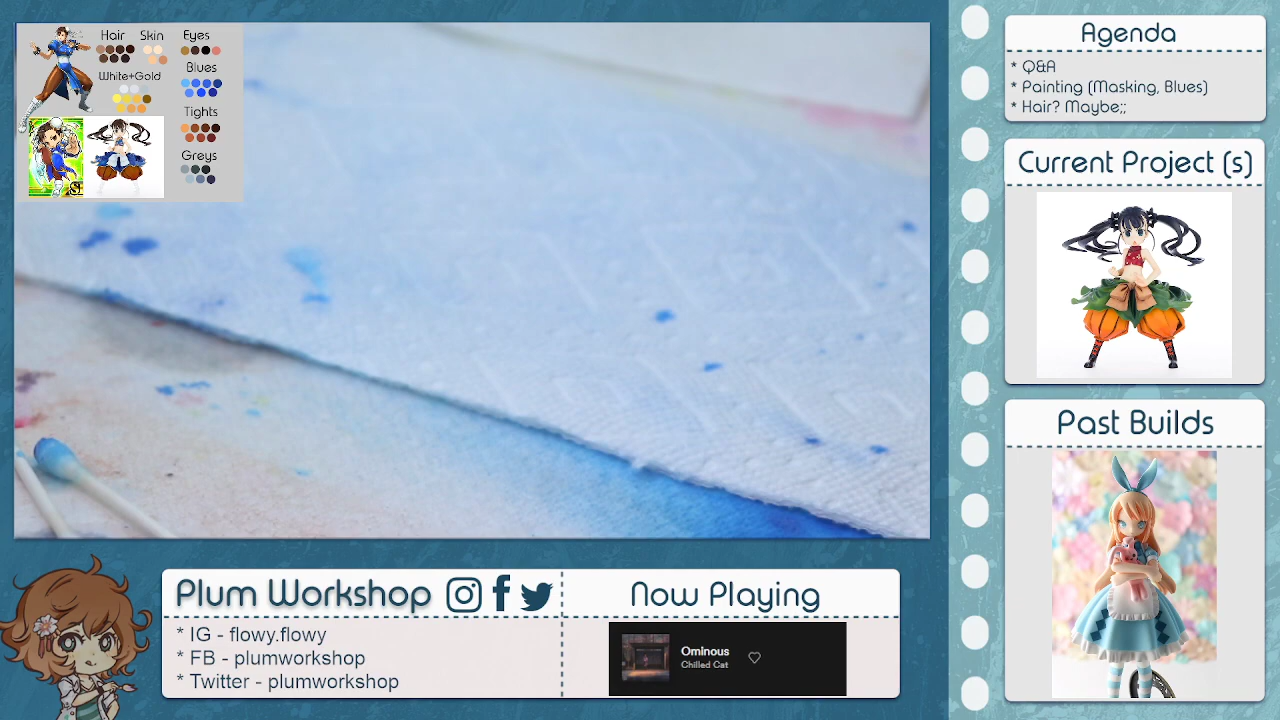 Hair Skin Eyes
White+Gold
Blues
Tights
Greys
Agenda
* Q&A
* Painting (Masking, Blues)
* Hair? Maybe;;
Current Project (s)
Past Builds
Plum Workshop
* IG - flowy.flowy
* FB - plumworkshop
* Twitter - plumworkshop
Now Playing
Ominous
Chilled Cat